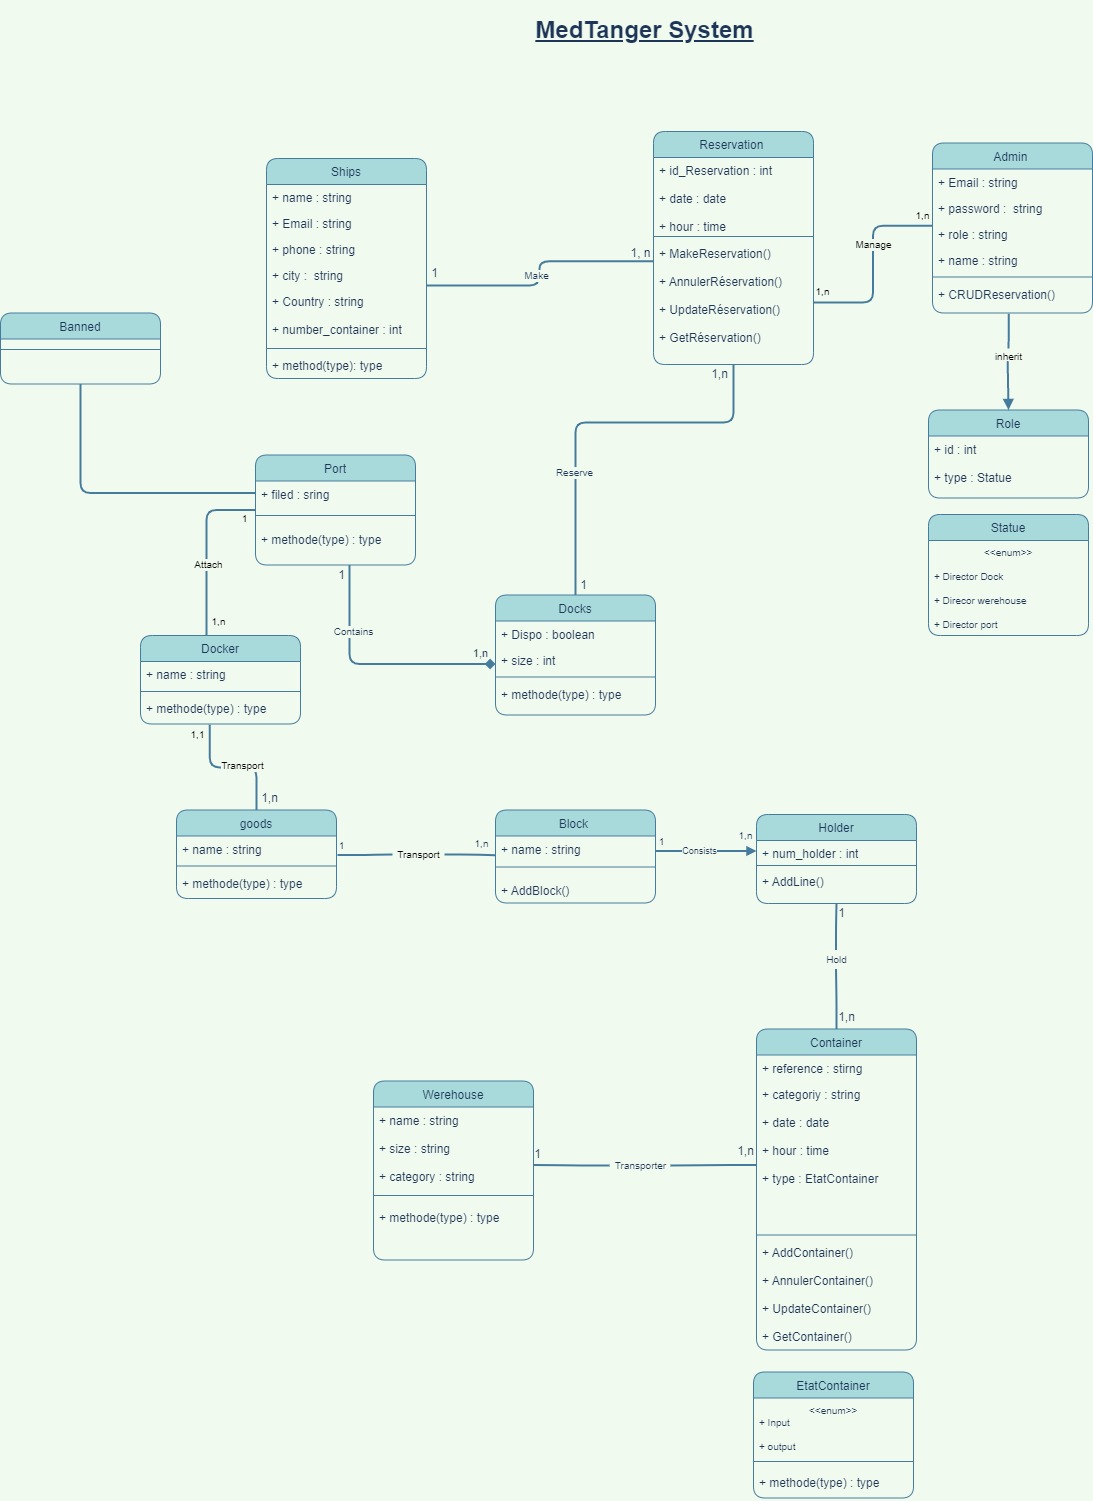 MedTanger System
Ships
+ name : string
+ Email : string
+ phone : string
+ city :  string
+ Country : string
+ number_container : int
+ method(type): type
1
Make
1, n
Reservation
+ id_Reservation : int
+ date : date
+ hour : time
+ MakeReservation()
+ AnnulerRéservation()
+ UpdateRéservation()
+ GetRéservation()
1,n
Manage
1,n
Admin
+ Email : string
+ password :  string
+ role : string
+ name : string
+ CRUDReservation()
inherit
Role
+ id : int
+ type : Statue
Statue
<<enum>>
+ Director Dock
+ Direcor werehouse
+ Director port
Banned
Port
+ filed : sring
+ methode(type) : type
1
Attach
1,n
1
Contains
1,n
1,n
Reserve
1
Docks
+ Dispo : boolean
+ size : int
+ methode(type) : type
Docker
+ name : string
+ methode(type) : type
1,1
Transport
1,n
goods
+ name : string
+ methode(type) : type
1
Transport
1,n
Block
+ name : string
+ AddBlock()
1
Consists
1,n
Holder
+ num_holder : int
+ AddLine()
1
Hold
1,n
Container
+ reference : stirng
+ categoriy : string
+ date : date
+ hour : time
+ type : EtatContainer
+ AddContainer()
+ AnnulerContainer()
+ UpdateContainer()
+ GetContainer()
Werehouse
+ name : string
+ size : string
+ category : string
+ methode(type) : type
1
Transporter
1,n
EtatContainer
<<enum>>
+ Input
+ output
+ methode(type) : type